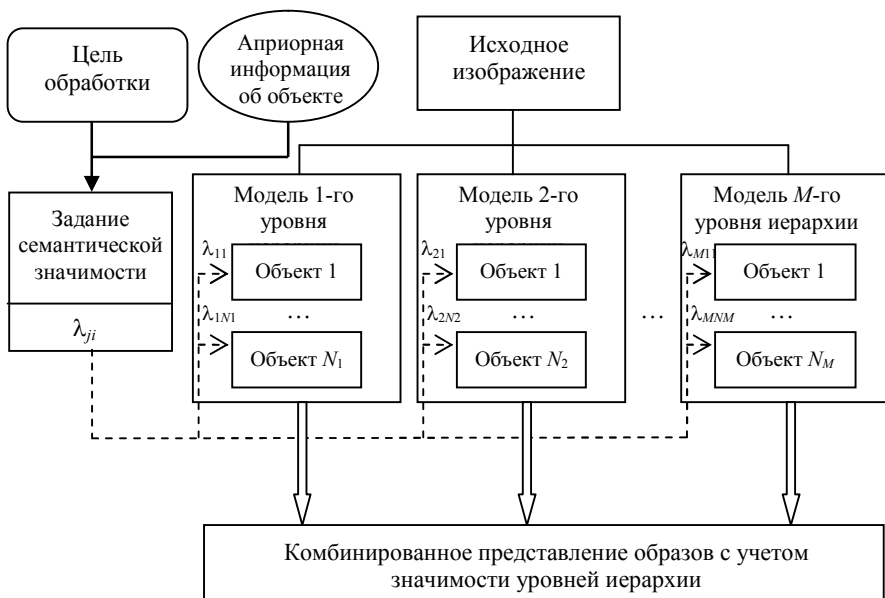 Цель
обработки
Априорная
информация
об объекте
Исходное
изображение
Задание
семантической
значимости
λji
Модель 1-го
уровня
λ11
Объект 1
λ1N1
…
Объект N1
Модель 2-го
уровня
λ21
Объект 1
λ2N2
…
Объект N2
…
Модель M-го
уровня иерархии
λM11
Объект 1
λMNM
…
Объект NM
Комбинированное представление образов с учетом
значимости уровней иерархии